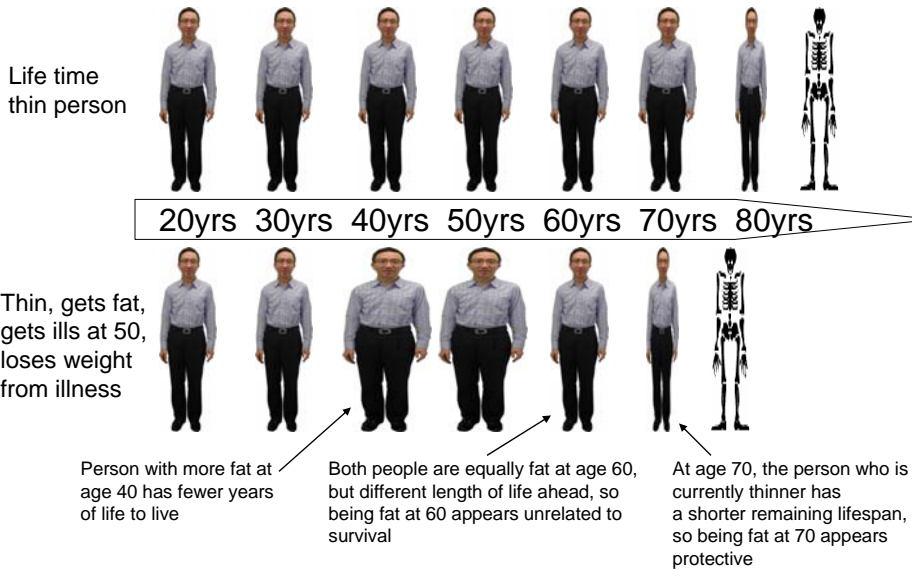 Life time
thin person
20yrs 30yrs 40yrs 50yrs 60yrs 70yrs 80yrs
Thin, gets fat,
gets ills at 50,
loses weight
from illness
Person with more fat at
age 40 has fewer years
of life to live
Both people are equally fat at age 60,
but different length of life ahead, so
being fat at 60 appears unrelated to
survival
At age 70, the person who is
currently thinner has
a shorter remaining lifespan,
so being fat at 70 appears
protective